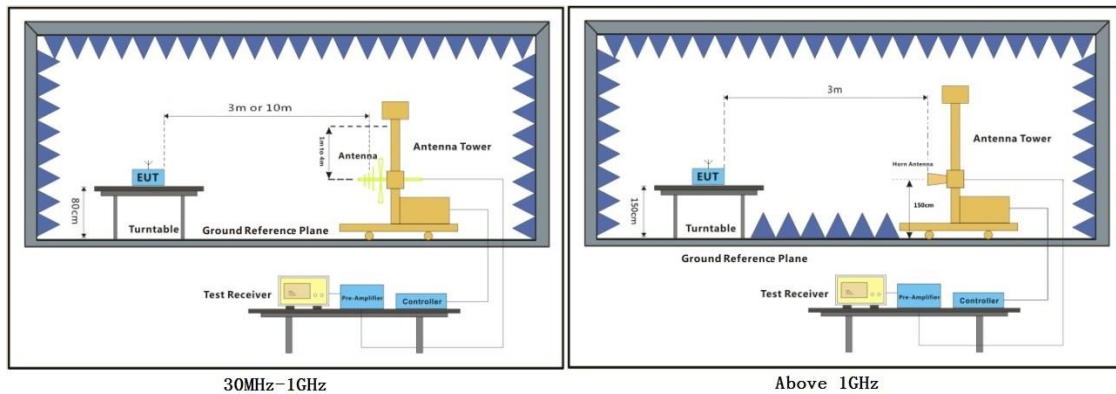 3m or 10m
1m to 4m
Antenna
Antenna Tower
EUT
80cm
Turntable
Ground Reference Plane
Test Receiver
Pre-Amplifier
Controller
30MHz-1GHz
3m
Antenna Tower
Horn Antenna
EUT
150cm
150cm
Turntable
Ground Reference Plane
Test Receiver
Pre-Amplifier
Controller
Above 1GHz